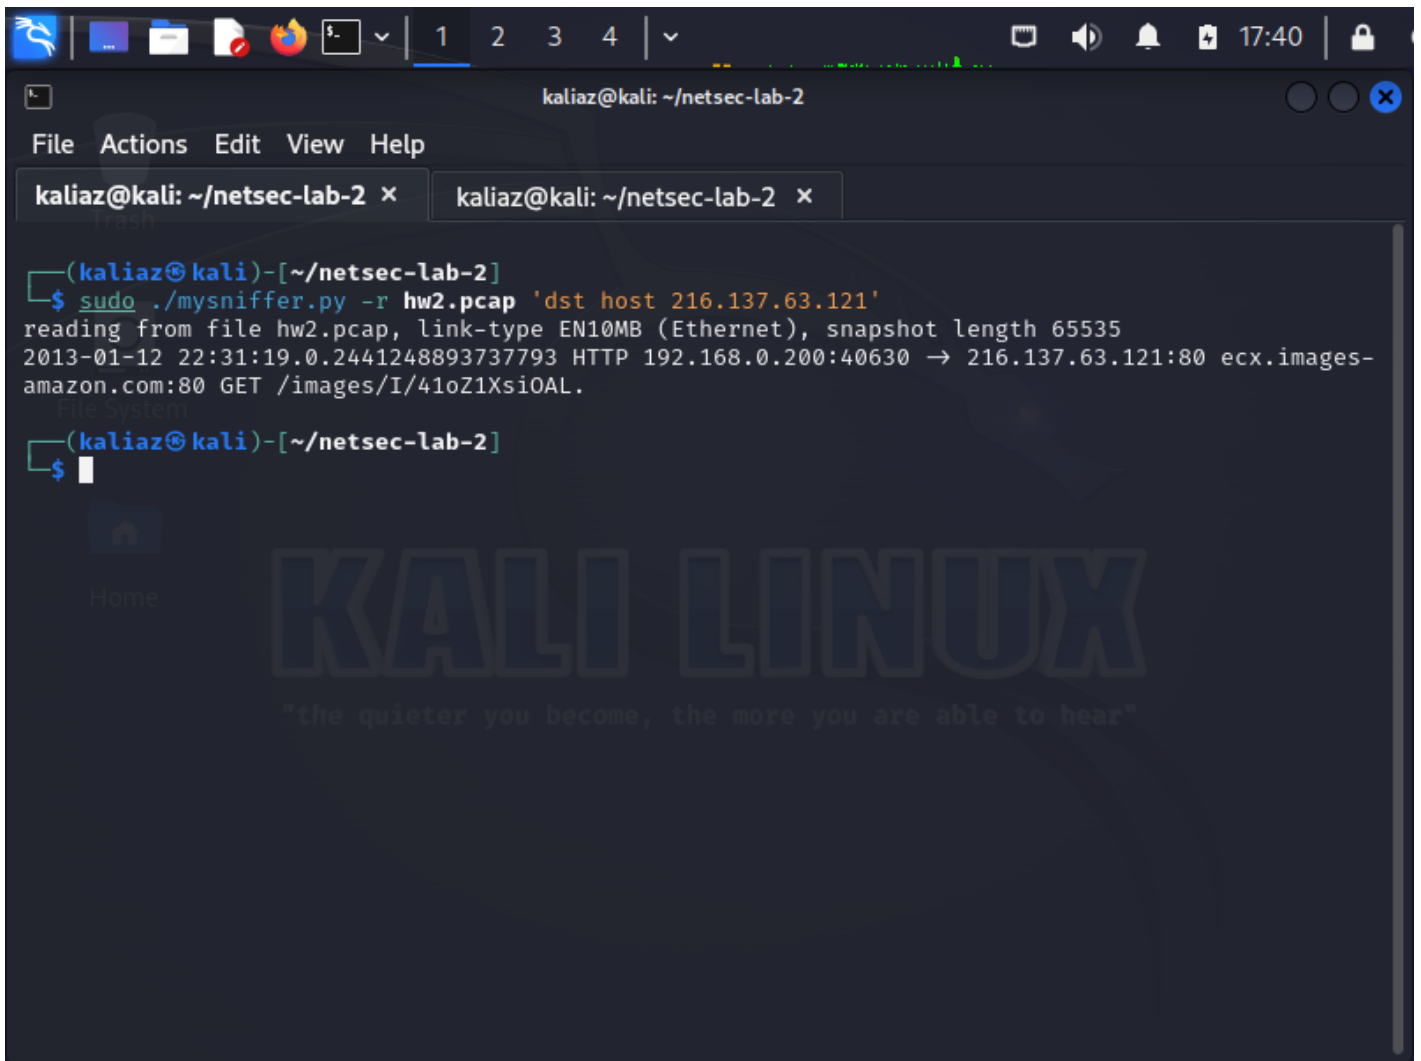 1 2 3 4 17:40
kaliaz@kali: ~/netsec-lab-2
File Actions Edit View Help
kaliaz@kali: ~/netsec-lab-2 × kaliaz@kali: ~/netsec-lab-2 ×
Trash
┌──(kaliaz㉿kali)-[~/netsec-lab-2]
└─$ sudo ./mysniffer.py -r hw2.pcap 'dst host 216.137.63.121'
reading from file hw2.pcap, link-type EN10MB (Ethernet), snapshot length 65535
2013-01-12 22:31:19.0.2441248893737793 HTTP 192.168.0.200:40630 → 216.137.63.121:80 ecx.images-
amazon.com:80 GET /images/I/41oZ1XsiOAL.
File System
┌──(kaliaz㉿kali)-[~/netsec-lab-2]
└─$
Home
KALI LINUX
"the quieter you become, the more you are able to hear"